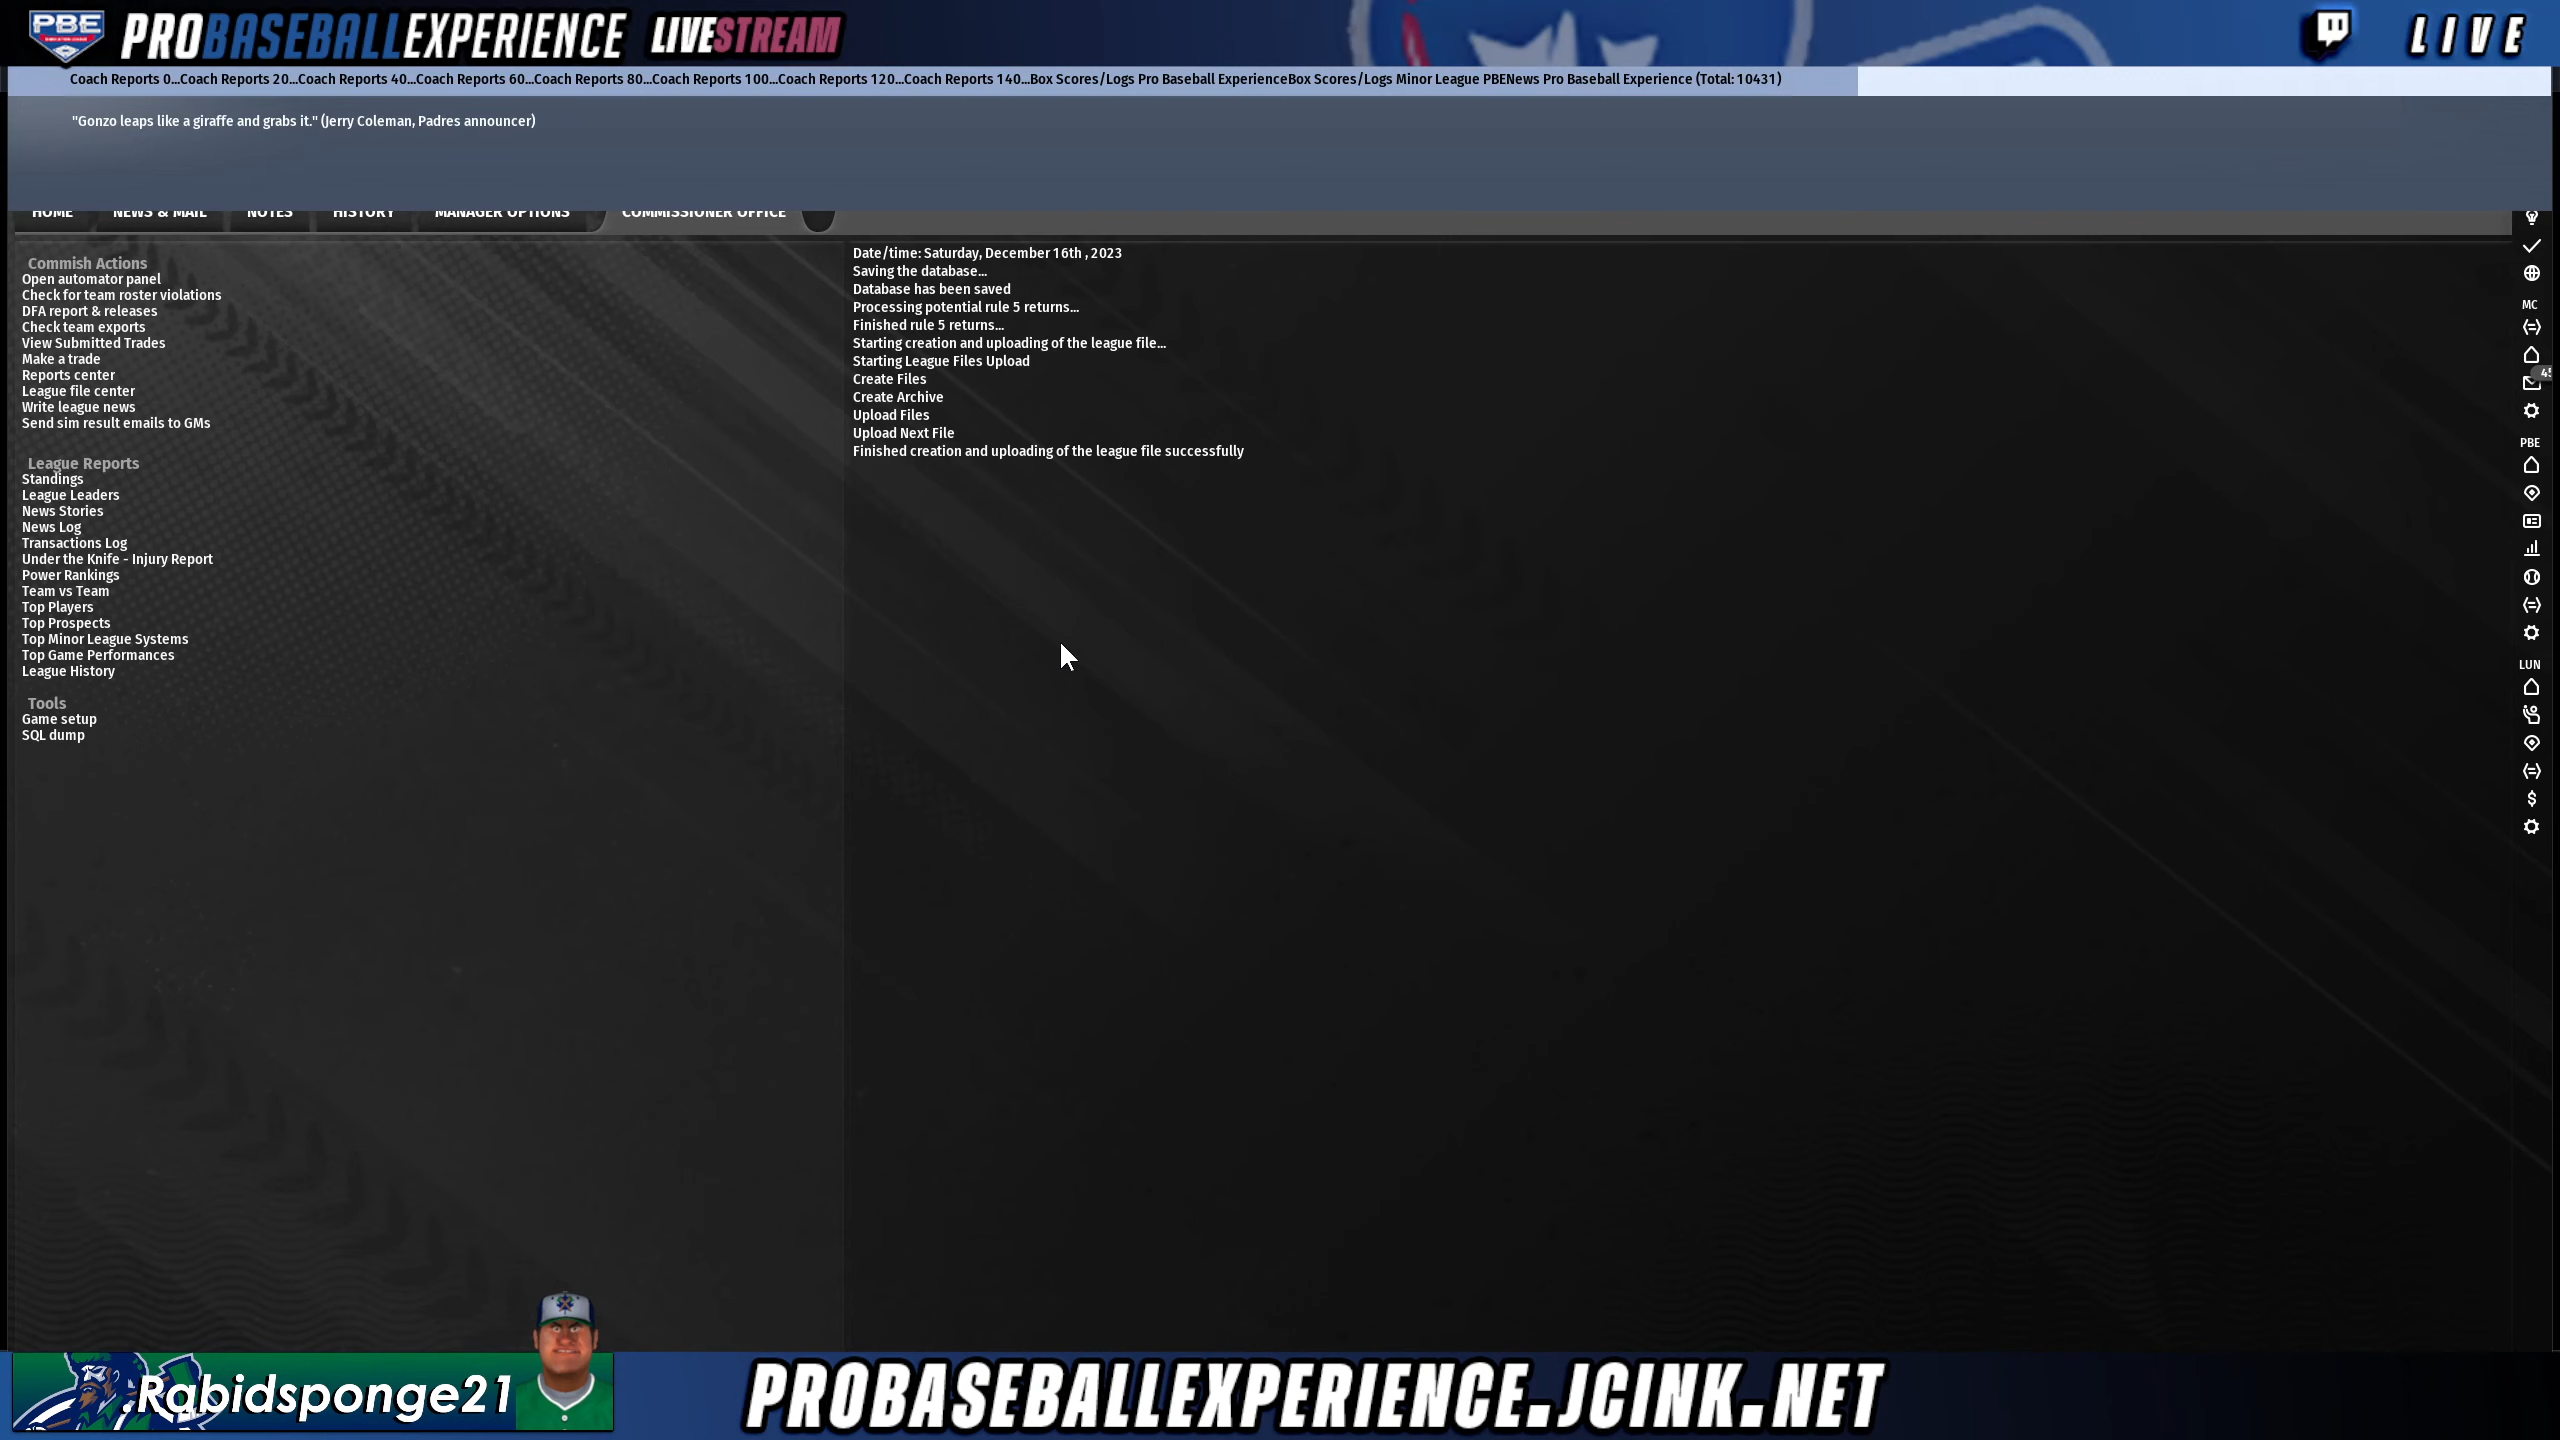 PBE
PROBASEBALLEXPERIENCE LIVESTREAM
LIVE
Coach Reports 0...Coach Reports 20...Coach Reports 40...Coach Reports 60...Coach Reports 80...Coach Reports 100...Coach Reports 120...Coach Reports 140...Box Scores/Logs Pro Baseball ExperienceBox Scores/Logs Minor League PBENews Pro Baseball Experience (Total: 10431)
"Gonzo leaps like a giraffe and grabs it." (Jerry Coleman, Padres announcer)
HOME NEWS & MAIL NOTES HISTORY MANAGER OPTIONS COMMISSIONER OFFICE
Commish Actions
Open automator panel
Check for team roster violations
DFA report & releases
Check team exports
View Submitted Trades
Make a trade
Reports center
League file center
Write league news
Send sim result emails to GMs
League Reports
Standings
League Leaders
News Stories
News Log
Transactions Log
Under the Knife - Injury Report
Power Rankings
Team vs Team
Top Players
Top Prospects
Top Minor League Systems
Top Game Performances
League History
Tools
Game setup
SQL dump
Date/time: Saturday, December 16th , 2023
Saving the database...
Database has been saved
Processing potential rule 5 returns...
Finished rule 5 returns...
Starting creation and uploading of the league file...
Starting League Files Upload
Create Files
Create Archive
Upload Files
Upload Next File
Finished creation and uploading of the league file successfully
MC
PBE
LUN
Rabidsponge21
PROBASEBALLEXPERIENCE.JCINK.NET